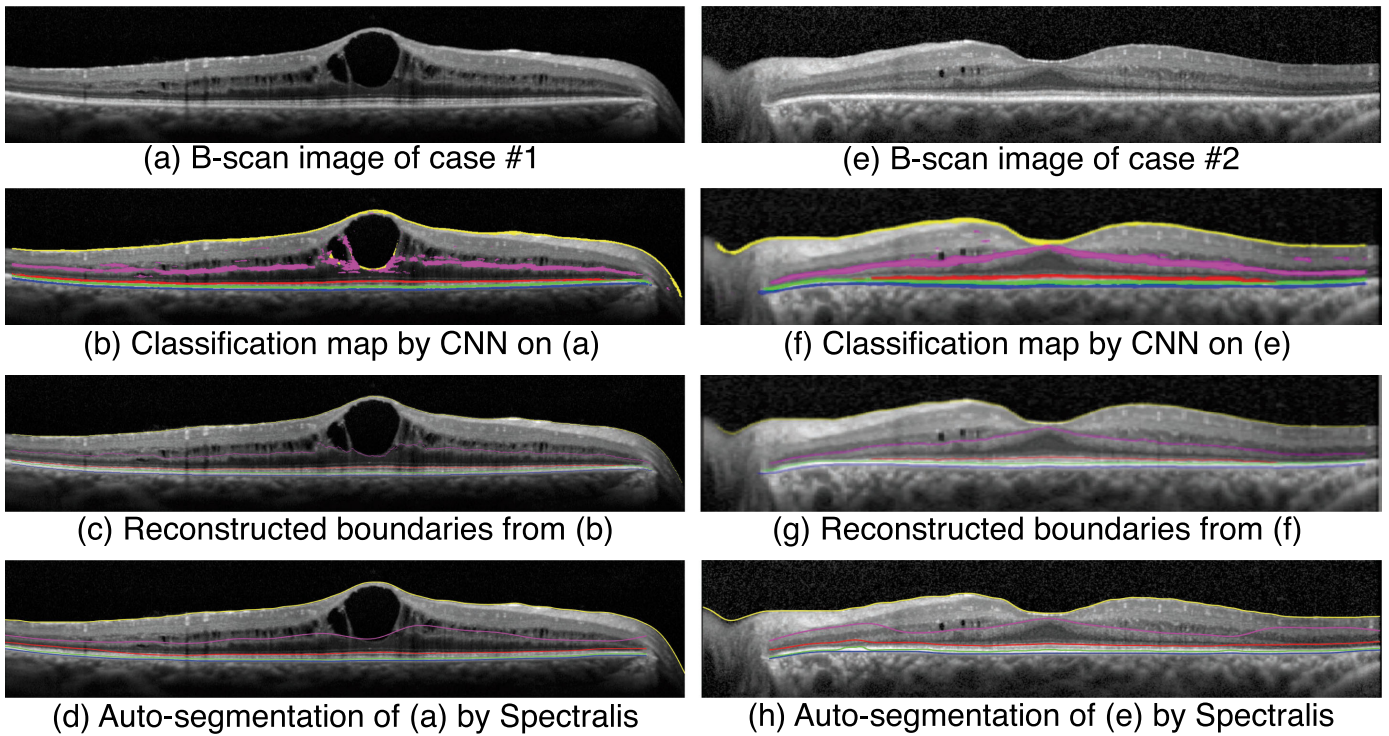 (a) B-scan image of case #1
(e) B-scan image of case #2
(b) Classification map by CNN on (a)
(f) Classification map by CNN on (e)
(c) Reconstructed boundaries from (b)
(g) Reconstructed boundaries from (f)
(d) Auto-segmentation of (a) by Spectralis
(h) Auto-segmentation of (e) by Spectralis